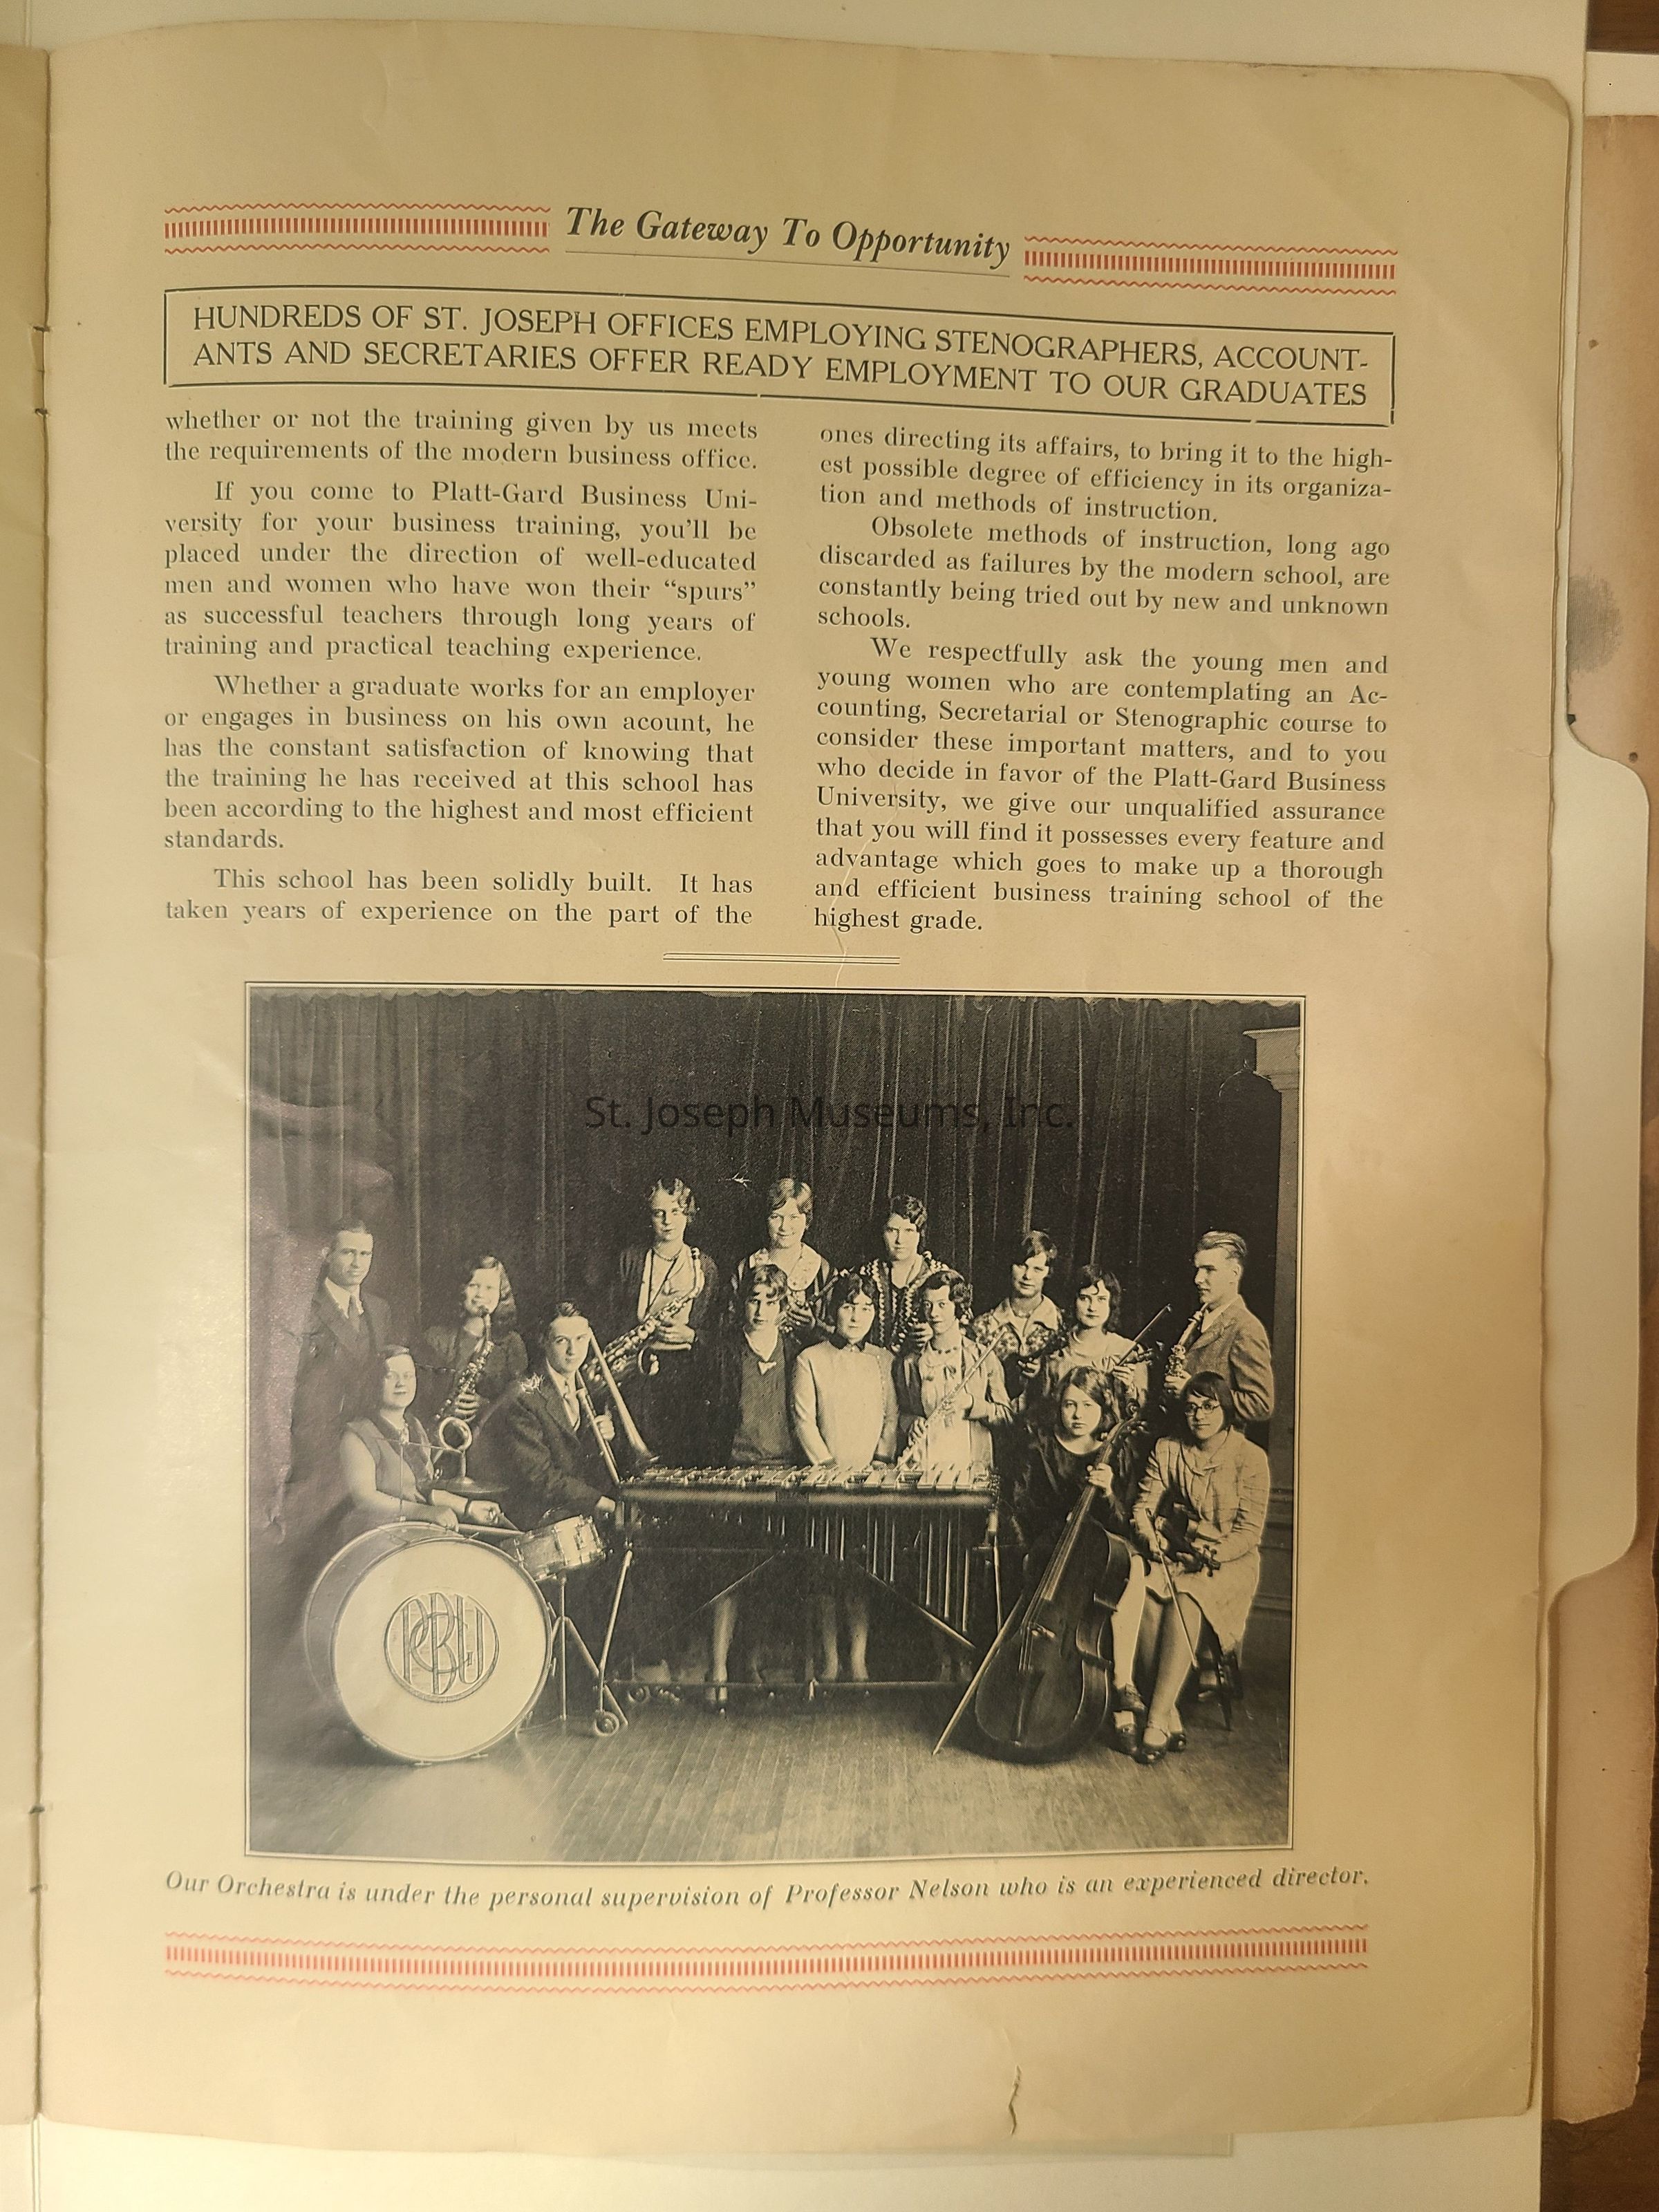 The Gateway To Opportunity
HUNDREDS OF ST. JOSEPH OFFICES EMPLOYING STENOGRAPHERS, ACCOUNT-
ANTS AND SECRETARIES OFFER READY EMPLOYMENT TO OUR GRADUATES
whether or not the training given by us meets
the requirements of the modern business office.
If you come to Platt-Gard Business Uni-
versity for your business training, you'll be
placed under the direction of well-educated
men and women who have won their "spurs"
as successful teachers through long years of
training and practical teaching experience.
Whether a graduate works for an employer
or engages in business on his own acount, he
has the constant satisfaction of knowing that
the training he has received at this school has
been according to the highest and most efficient
standards.
This school has been solidly built. It has
taken years of experience on the part of the
ones directing its affairs, to bring it to the high-
est possible degree of efficiency in its organiza-
tion and methods of instruction.
Obsolete methods of instruction, long ago
discarded as failures by the modern school, are
constantly being tried out by new and unknown
schools.
We respectfully ask the young men and
young women who are contemplating an Ac-
counting, Secretarial or Stenographic course to
consider these important matters, and to you
who decide in favor of the Platt-Gard Business
University, we give our unqualified assurance
that you will find it possesses every feature and
advantage which goes to make up a thorough
and efficient business training school of the
highest grade.
St. Joseph Museums, Inc.
PGBU
Our Orchestra is under the personal supervision of Professor Nelson who is an experienced director.